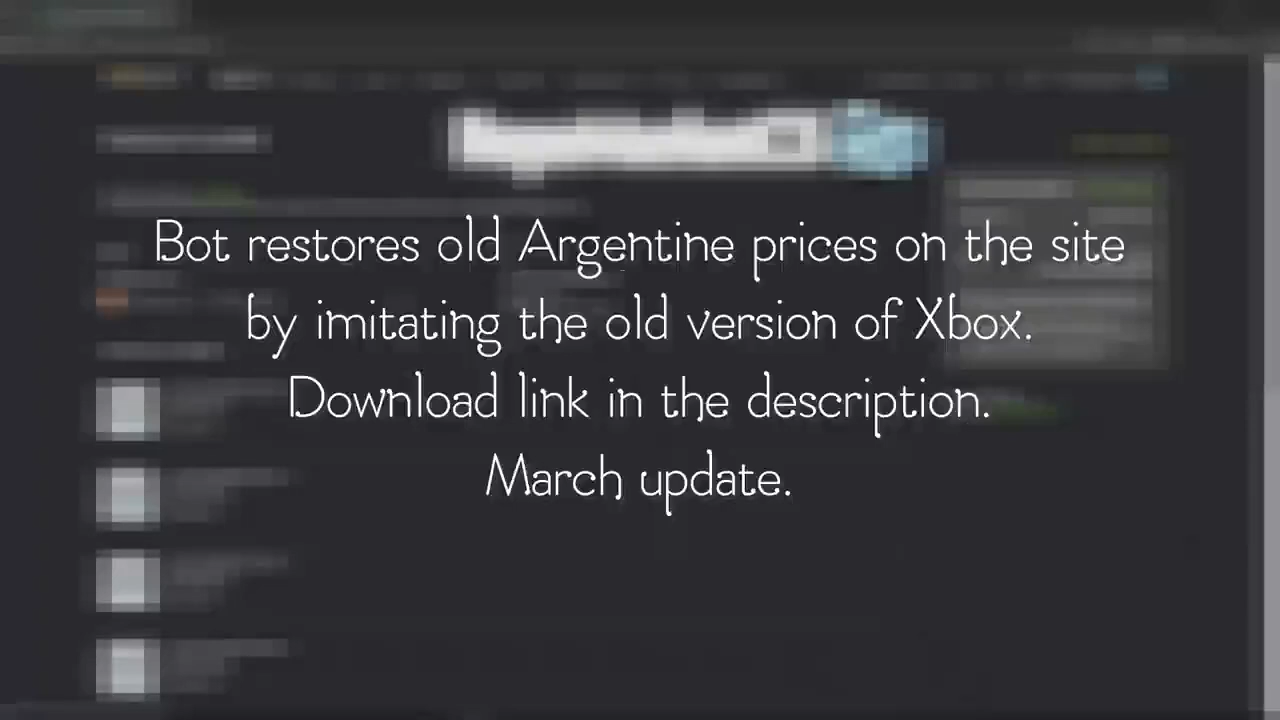 Bot restores old Argentine prices on the site
by imitating the old version of Xbox.
Download link in the description.
March update.